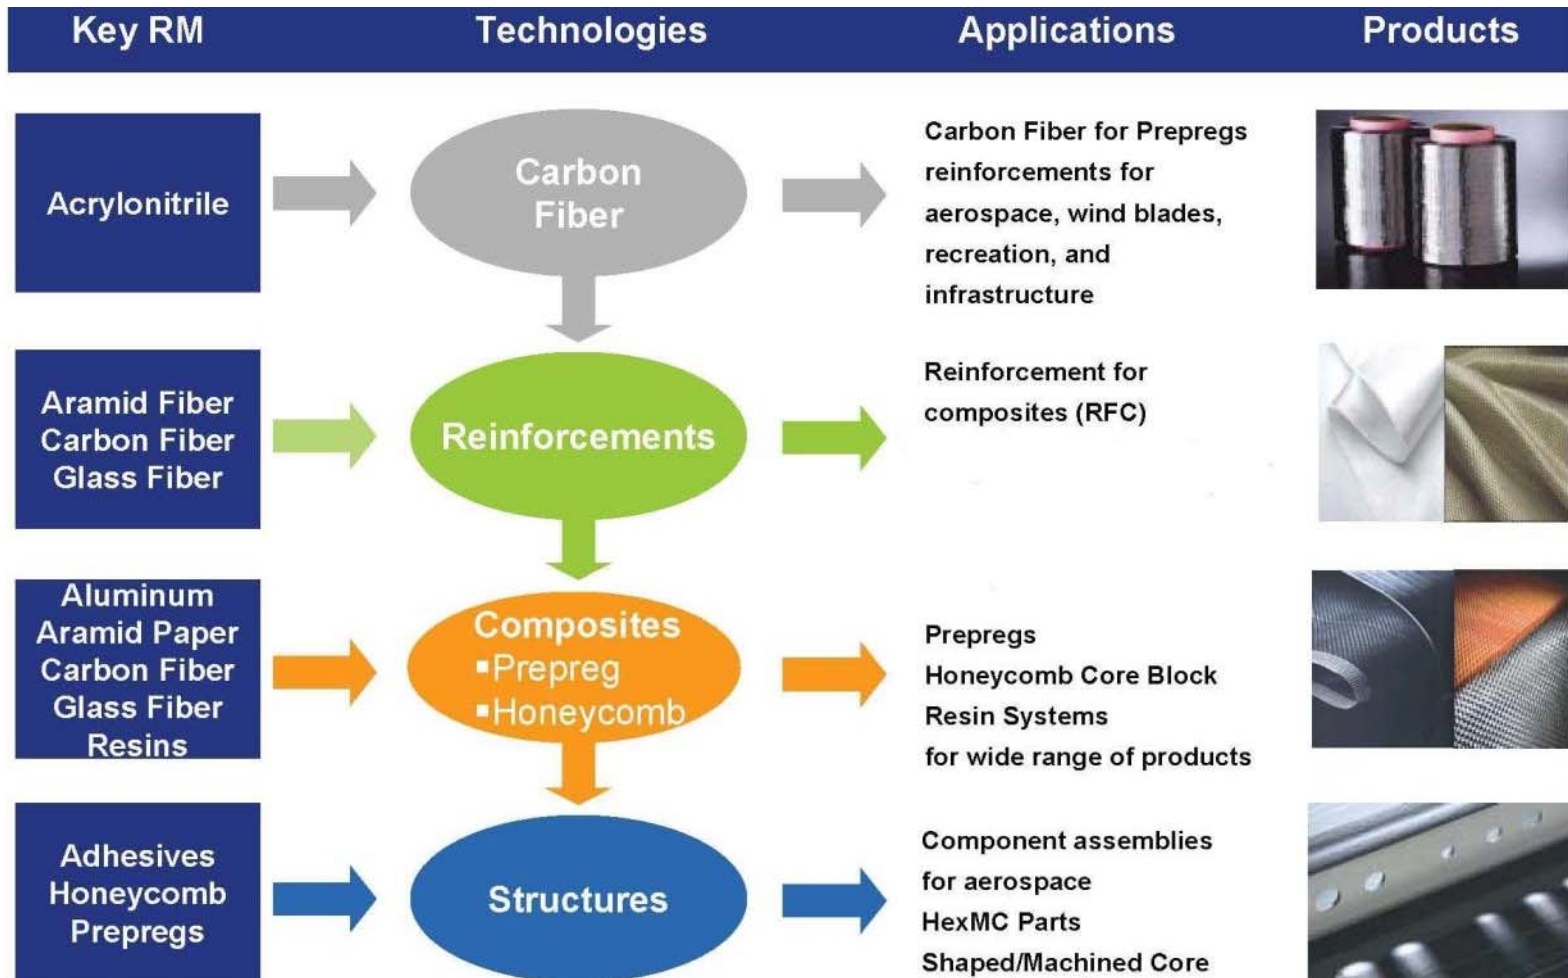 Key RM
Technologies
Applications
Products
Acrylonitrile
Carbon
Fiber
Carbon Fiber for Prepregs
reinforcements for
aerospace, wind blades,
recreation, and
infrastructure
Aramid Fiber
Carbon Fiber
Glass Fiber
Reinforcements
Reinforcement for
composites (RFC)
Aluminum
Aramid Paper
Carbon Fiber
Glass Fiber
Resins
Composites
▪Prepreg
▪Honeycomb
Prepregs
Honeycomb Core Block
Resin Systems
for wide range of products
Adhesives
Honeycomb
Prepregs
Structures
Component assemblies
for aerospace
HexMC Parts
Shaped/Machined Core